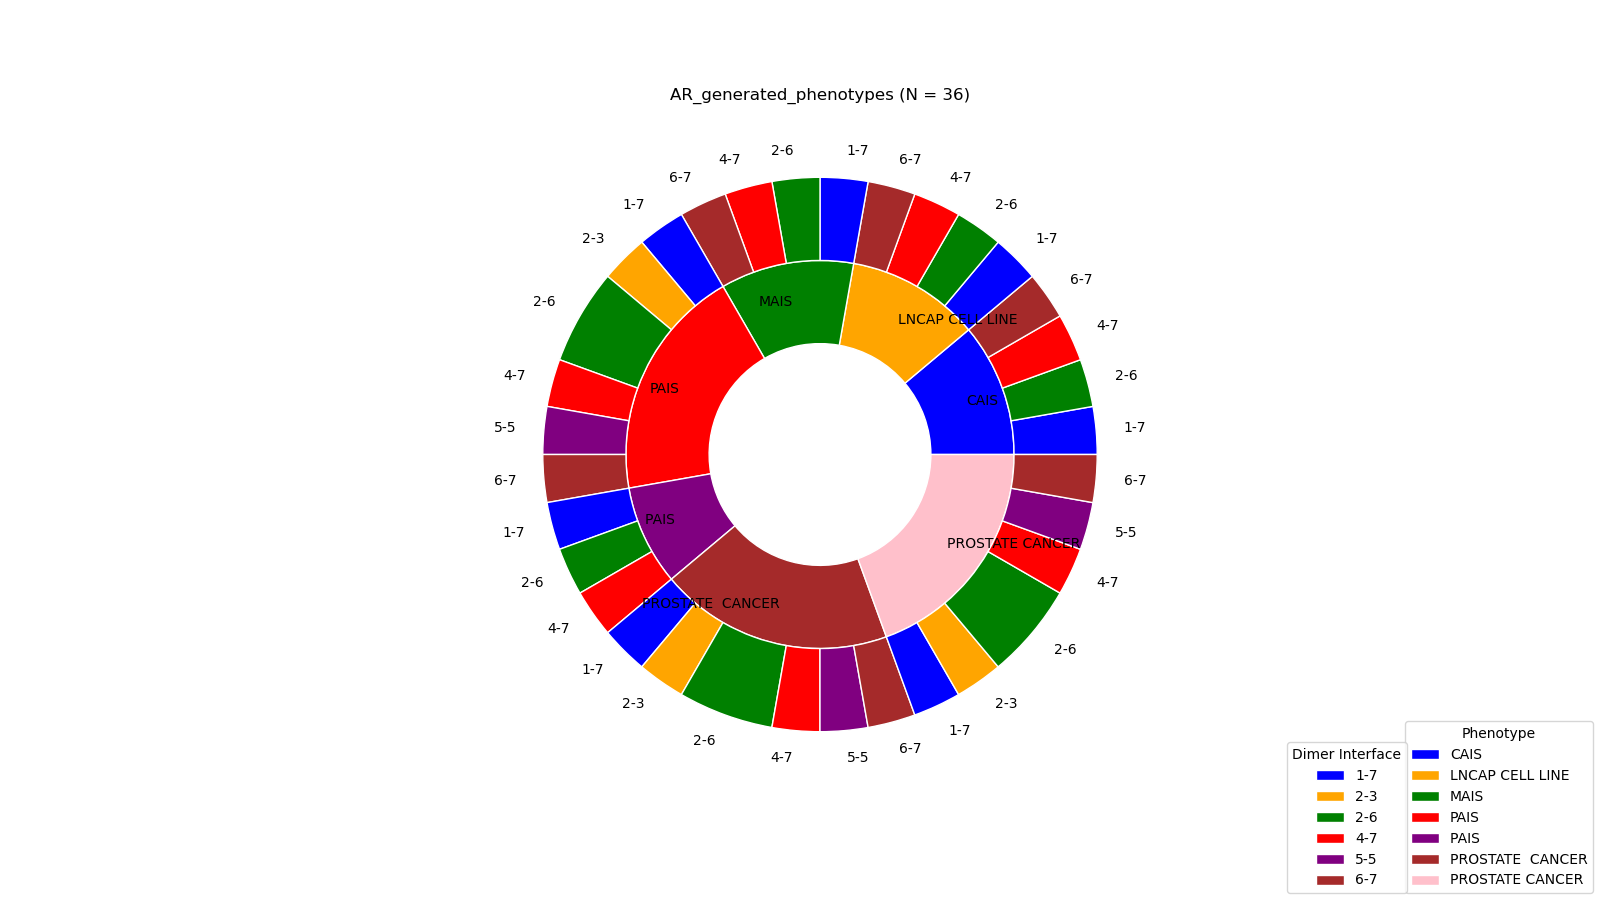 AR_generated_phenotypes (N = 36)
2-6 1-7
4-7 6-7
6-7 4-7
1-7 2-6
2-3 1-7
6-7
MAIS
2-6
LNCAP CELL LINE
4-7
4-7 2-6
PAIS
CAIS
5-5 1-7
6-7 6-7
PAIS
1-7 5-5
PROSTATE CANCER
2-6 4-7
PROSTATE  CANCER
4-7
2-6
1-7
2-3 2-3
1-7
2-6
6-7
4-7 5-5
Dimer Interface
1-7
2-3
2-6
4-7
5-5
6-7
Phenotype
CAIS
LNCAP CELL LINE
MAIS
PAIS
PAIS
PROSTATE  CANCER
PROSTATE CANCER